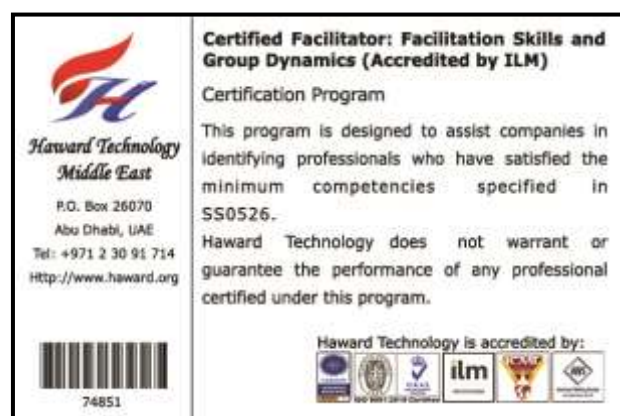 Haward Technology
Middle East
P.O. Box 26070
Abu Dhabi, UAE
Tel: +971 2 30 91 714
Http://www.haward.org
74851
Certified Facilitator: Facilitation Skills and
Group Dynamics (Accredited by ILM)
Certification Program
This program is designed to assist companies in
identifying professionals who have satisfied the
minimum competencies specified in
SS0526.
Haward Technology does not warrant or
guarantee the performance of any professional
certified under this program.
Haward Technology is accredited by:
ilm